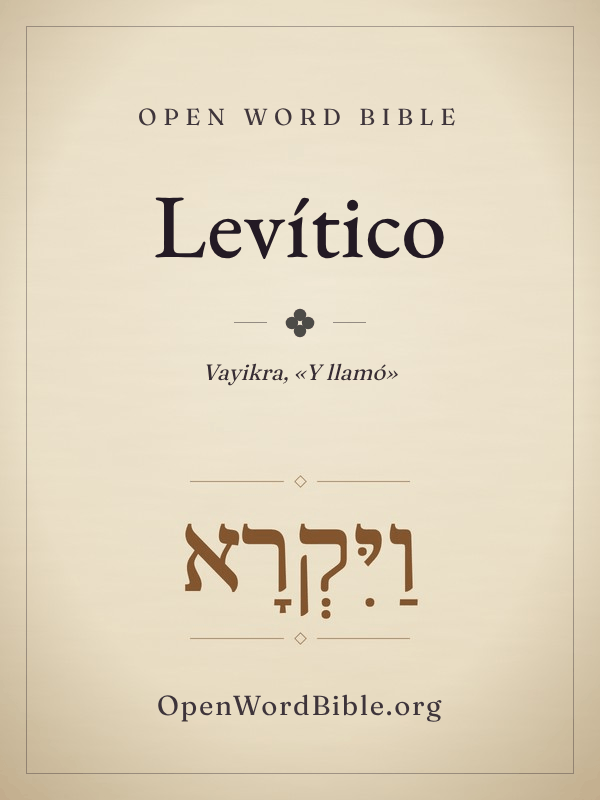 OPEN WORD BIBLE
Levítico
Vayikra, «Y llamó»
וַיִּקְרָא
OpenWordBible.org